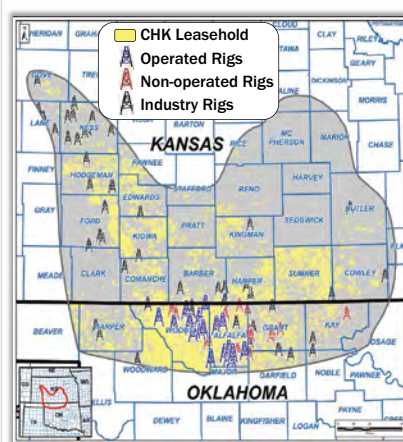 CHK Leasehold
Operated Rigs
Non-operated Rigs
Industry Rigs
SHERIDAN
CLOUD
CLAY
RILEY
GEARY
DICKINSON
MORRIS
LANE
NESS
BARTON
RICE
MC
PHERSON
MARION
CHASE
KANSAS
FINNEY
HODGEMAN
PAWNEE
STAFFORD
RENO
HARVEY
EDWARDS
GRAY
FORD
KIOWA
PRATT
KINGMAN
SEDGWICK
BUTLER
MEADE
CLARK
COMANCHE
BARBER
HARPER
SUMNER
COWLEY
BEAVER
HARPER
WOODS
ALFALFA
GRANT
KAY
OSAGE
WOODWARD
MAJOR
GARFIELD
NOBLE
PAWNEE
OKLAHOMA
ELLIS
DEWEY
BLAINE
KINGFISHER
LOGAN
PAYNE